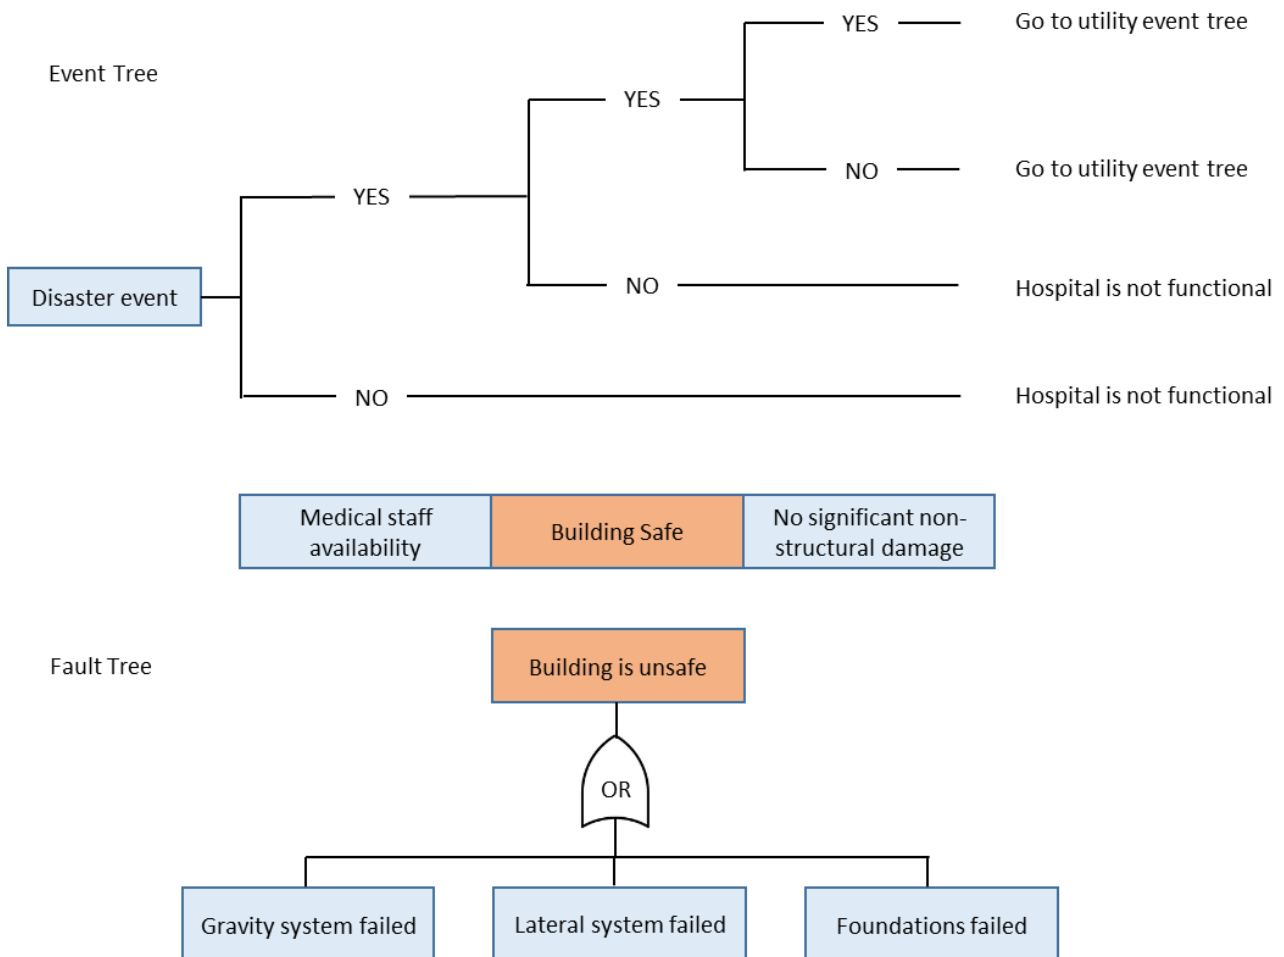 YES
Go to utility event tree
Event Tree
YES
NO
Go to utility event tree
YES
Disaster event
NO
Hospital is not functional
NO
Hospital is not functional
Medical staff
availability
Building Safe
No significant non-
structural damage
Fault Tree
Building is unsafe
OR
Gravity system failed
Lateral system failed
Foundations failed